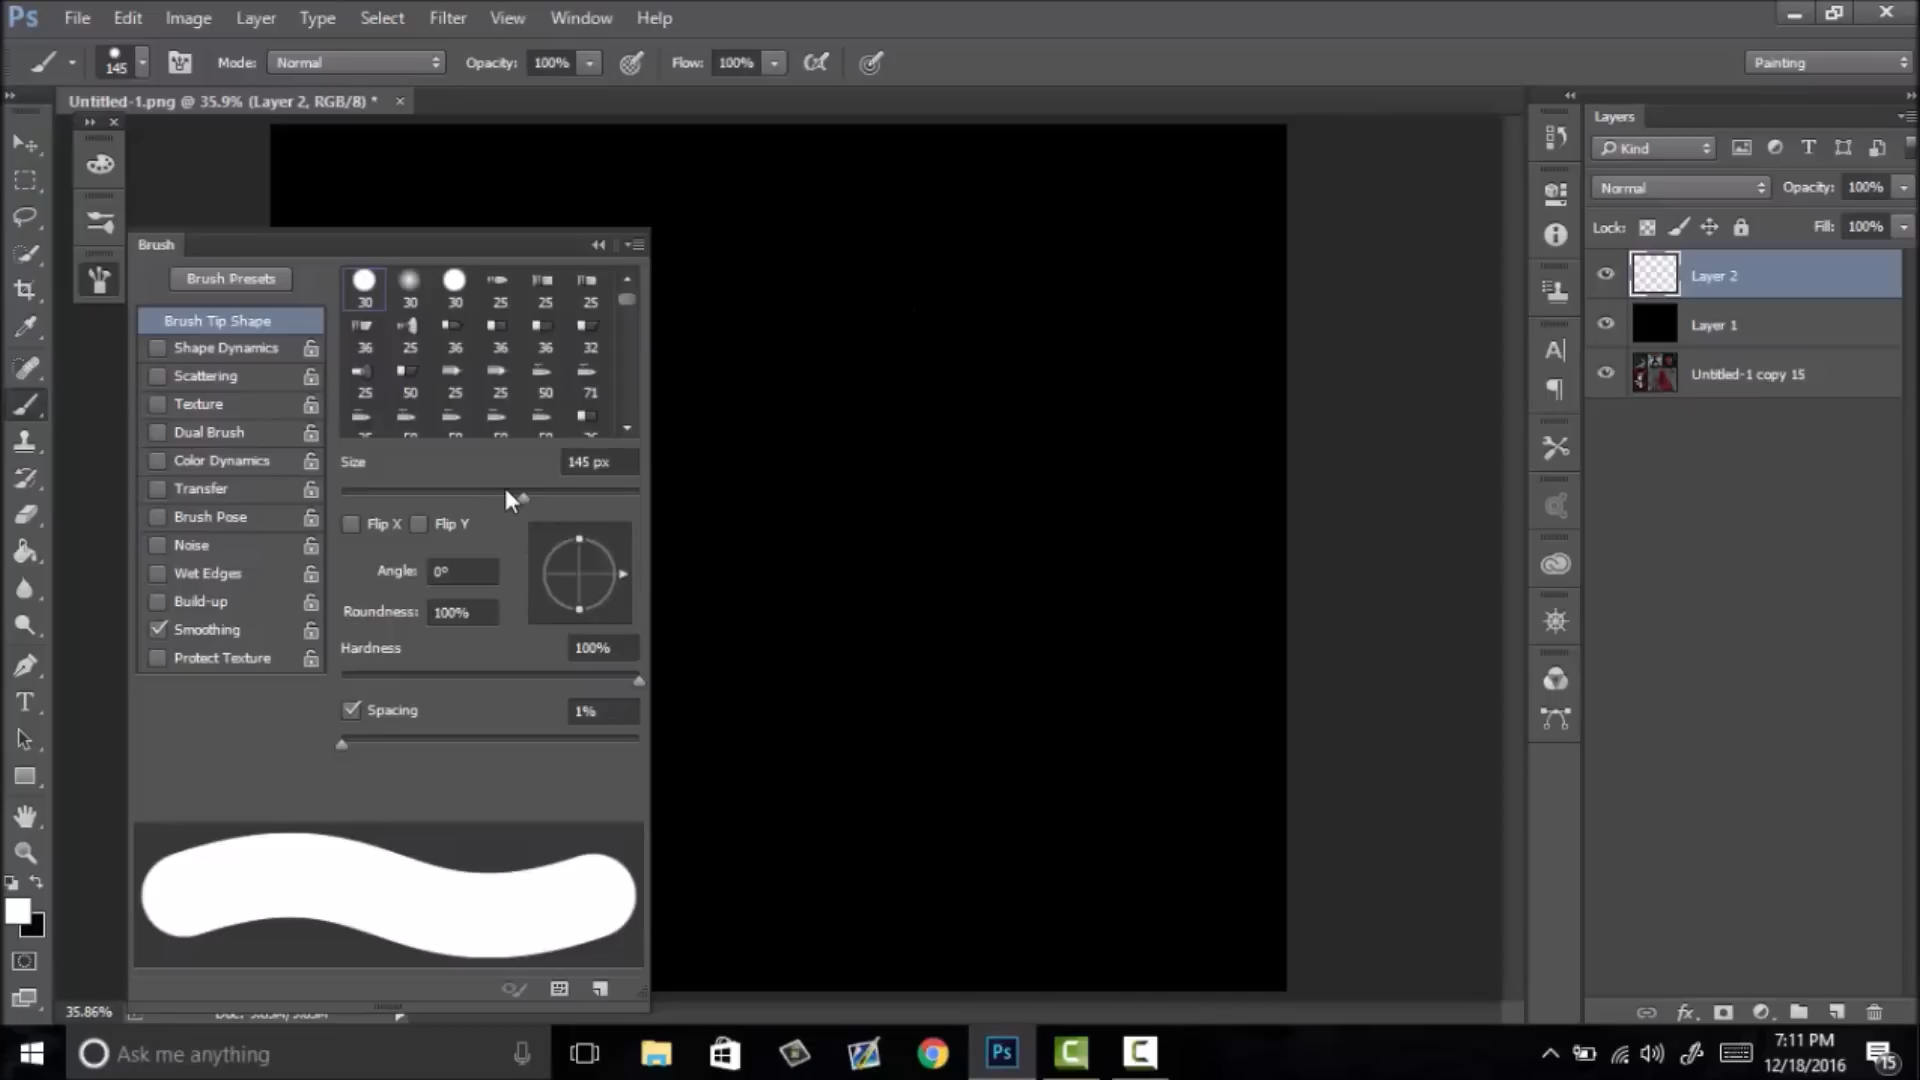 Ps File Edit Image Layer Type Select Filter View Window Help
145 Mode: Normal Opacity: 100% Flow: 100% Painting
Untitled-1.png @ 35.9% (Layer 2, RGB/8) * ×
Brush
Brush Presets
Brush Tip Shape
Shape Dynamics
Scattering
Texture
Dual Brush
Color Dynamics
Transfer
Brush Pose
Noise
Wet Edges
Build-up
Smoothing
Protect Texture
30 30 30 25 25 25
36 25 36 36 36 32
25 50 25 25 50 71
Size 145 px
Flip X Flip Y
Angle: 0°
Roundness: 100%
Hardness 100%
Spacing 1%
35.86%
Layers
Kind
Normal Opacity: 100%
Lock: Fill: 100%
Layer 2
Layer 1
Untitled-1 copy 15
Ask me anything
Ps
7:11 PM
12/18/2016
15